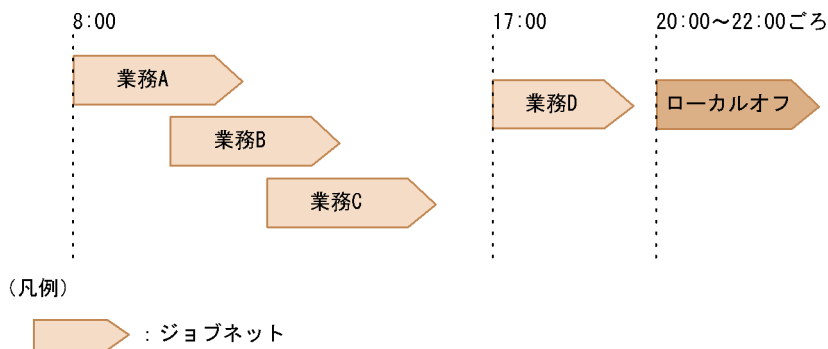 8:00
17:00
20:00～22:00ごろ
業務A
業務D
ローカルオフ
業務B
業務C
（凡例）
：ジョブネット